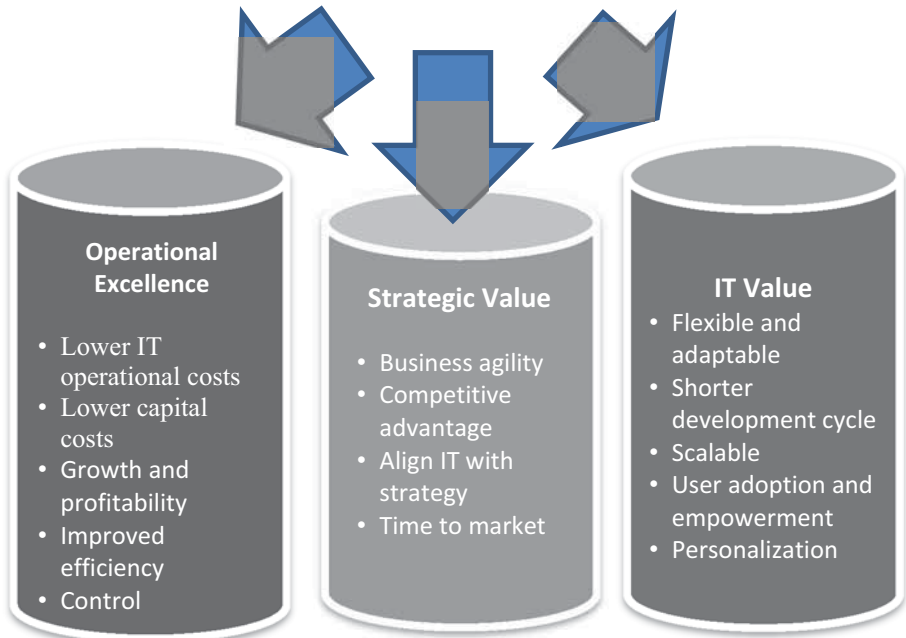 Operational
Excellence
• Lower IT
operational costs
• Lower capital
costs
• Growth and
profitability
• Improved
efficiency
• Control
Strategic Value
• Business agility
• Competitive
advantage
• Align IT with
strategy
• Time to market
IT Value
• Flexible and
adaptable
• Shorter
development cycle
• Scalable
• User adoption and
empowerment
• Personalization